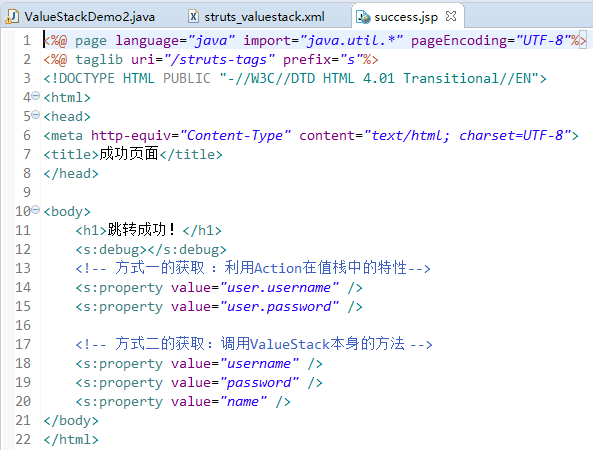 ValueStackDemo2.java struts_valuestack.xml success.jsp
1 <%@ page language="java" import="java.util.*" pageEncoding="UTF-8"%>
2 <%@ taglib uri="/struts-tags" prefix="s"%>
3 <!DOCTYPE HTML PUBLIC "-//W3C//DTD HTML 4.01 Transitional//EN">
4 <html>
5 <head>
6 <meta http-equiv="Content-Type" content="text/html; charset=UTF-8">
7 <title>成功页面</title>
8 </head>
9
10 <body>
11 <h1>跳转成功！</h1>
12 <s:debug></s:debug>
13 <!-- 方式一的获取：利用Action在值栈中的特性-->
14 <s:property value="user.username" />
15 <s:property value="user.password" />
16
17 <!-- 方式二的获取：调用ValueStack本身的方法 -->
18 <s:property value="username" />
19 <s:property value="password" />
20 <s:property value="name" />
21 </body>
22 </html>